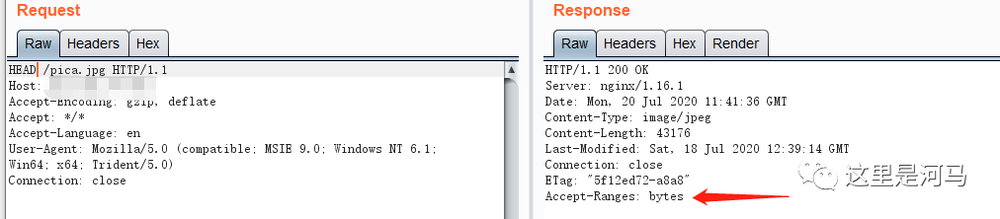 Request
Raw Headers Hex
HEAD /pica.jpg HTTP/1.1
Host:
Accept-Encoding: gzip, deflate
Accept: */*
Accept-Language: en
User-Agent: Mozilla/5.0 (compatible; MSIE 9.0; Windows NT 6.1;
Win64; x64; Trident/5.0)
Connection: close
Response
Raw Headers Hex Render
HTTP/1.1 200 OK
Server: nginx/1.16.1
Date: Mon, 20 Jul 2020 11:41:36 GMT
Content-Type: image/jpeg
Content-Length: 43176
Last-Modified: Sat, 18 Jul 2020 12:39:14 GMT
Connection: close
ETag: "5f12ed72-a8a8"
Accept-Ranges: bytes
这里是河马